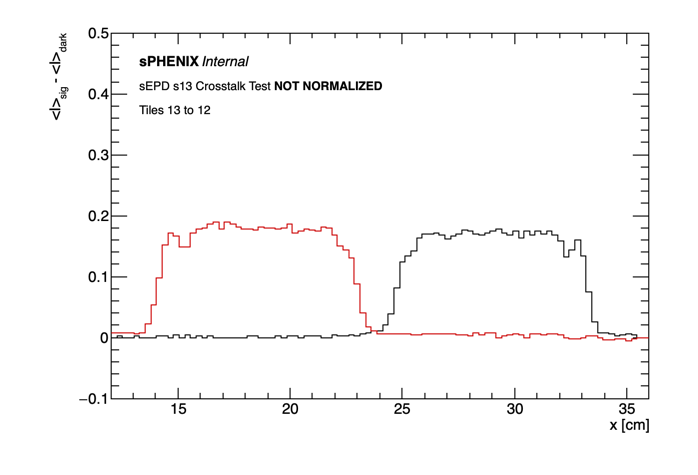 <I>sig - <I>dark
0.5
sPHENIX Internal
sEPD s13 Crosstalk Test NOT NORMALIZED
0.4
Tiles 13 to 12
0.3
0.2
0.1
0
−0.1
15 20 25 30 35
x [cm]